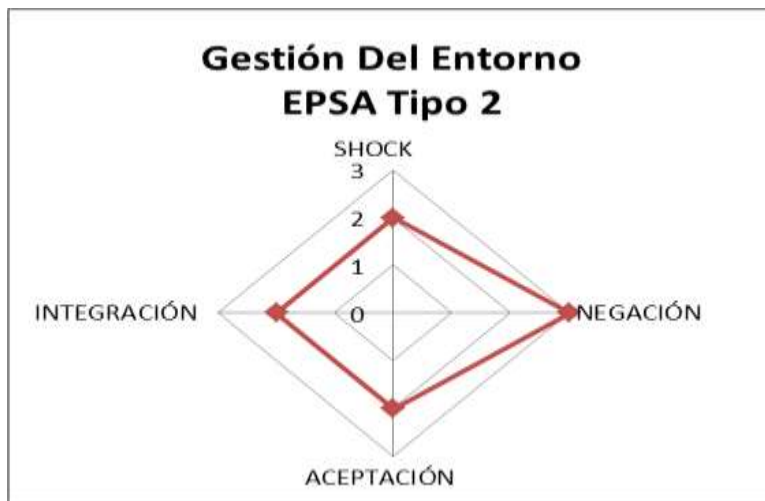 Gestión Del Entorno
EPSA Tipo 2
SHOCK
3
2
1
0
INTEGRACIÓN
NEGACIÓN
ACEPTACIÓN